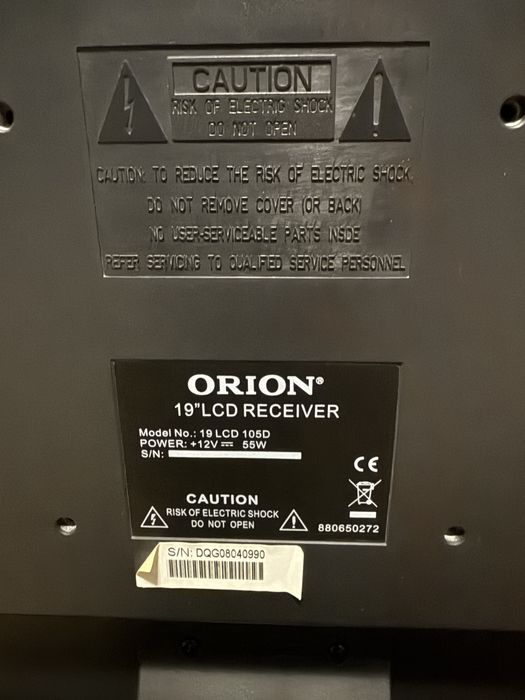 CAUTION
RISK OF ELECTRIC SHOCK
DO NOT OPEN
CAUTION: TO REDUCE THE RISK OF ELECTRIC SHOCK,
DO NOT REMOVE COVER (OR BACK)
NO USER-SERVICEABLE PARTS INSIDE
REFER SERVICING TO QUALIFIED SERVICE PERSONNEL
ORION®
19"LCD RECEIVER
Model No.: 19 LCD 105D
POWER: +12V ⎓ 55W
S/N:
CE
CAUTION
RISK OF ELECTRIC SHOCK
DO NOT OPEN
880650272
S/N: DQG08040990